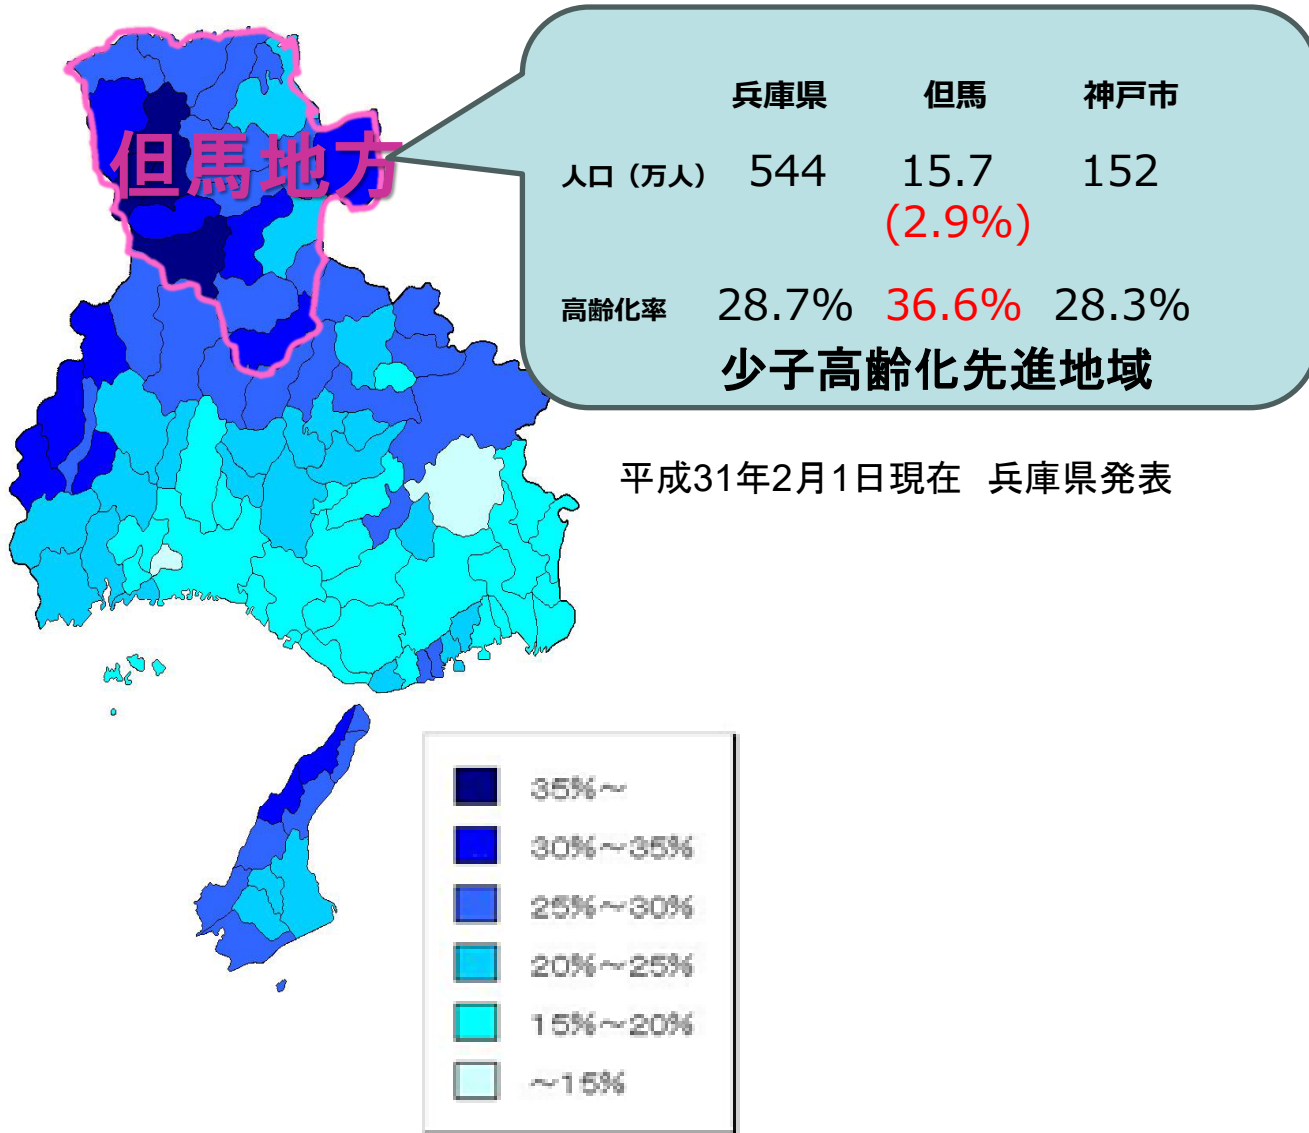 但馬地方
兵庫県 但馬 神戸市
人口（万人） 544 15.7 152
(2.9%)
高齢化率 28.7% 36.6% 28.3%
少子高齢化先進地域
平成31年2月1日現在 兵庫県発表
35%～
30%～35%
25%～30%
20%～25%
15%～20%
～15%